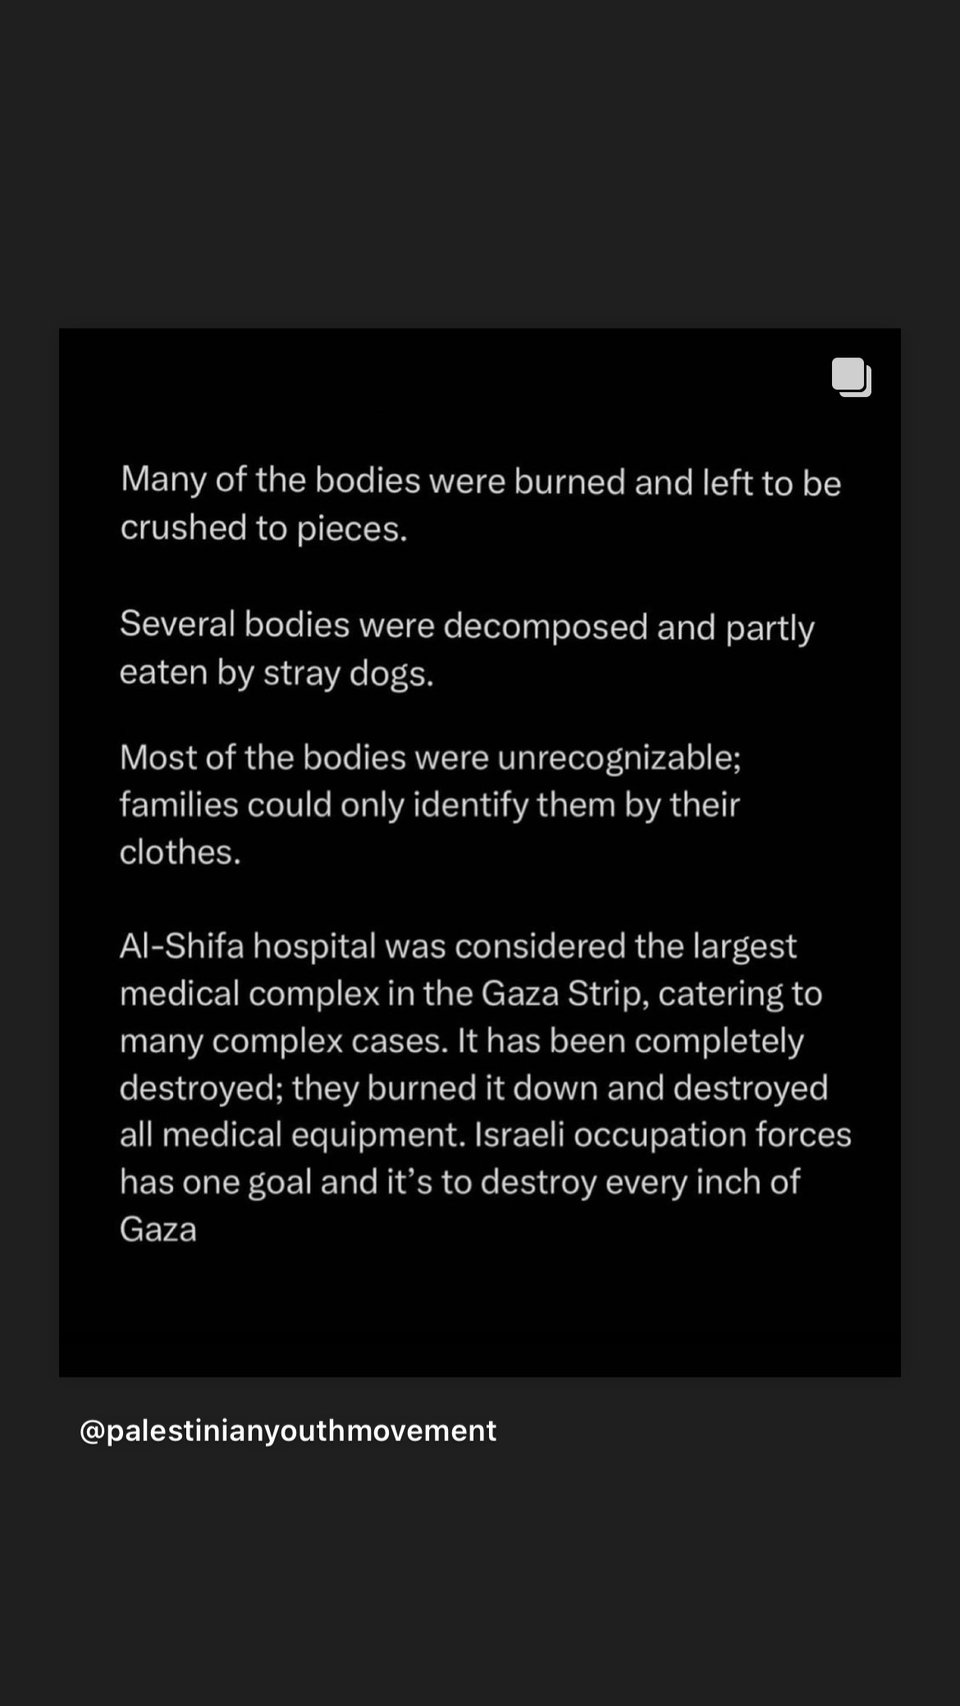 Many of the bodies were burned and left to be
crushed to pieces.
Several bodies were decomposed and partly
eaten by stray dogs.
Most of the bodies were unrecognizable;
families could only identify them by their
clothes.
Al-Shifa hospital was considered the largest
medical complex in the Gaza Strip, catering to
many complex cases. It has been completely
destroyed; they burned it down and destroyed
all medical equipment. Israeli occupation forces
has one goal and it’s to destroy every inch of
Gaza
@palestinianyouthmovement